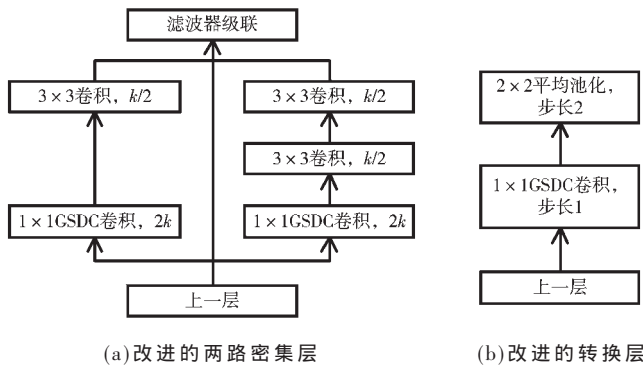 滤波器级联
3×3卷积，k/2
3×3卷积，k/2
3×3卷积，k/2
1×1GSDC卷积，2k
1×1GSDC卷积，2k
上一层
(a)改进的两路密集层
2×2平均池化，
步长2
1×1GSDC卷积，
步长1
上一层
(b)改进的转换层